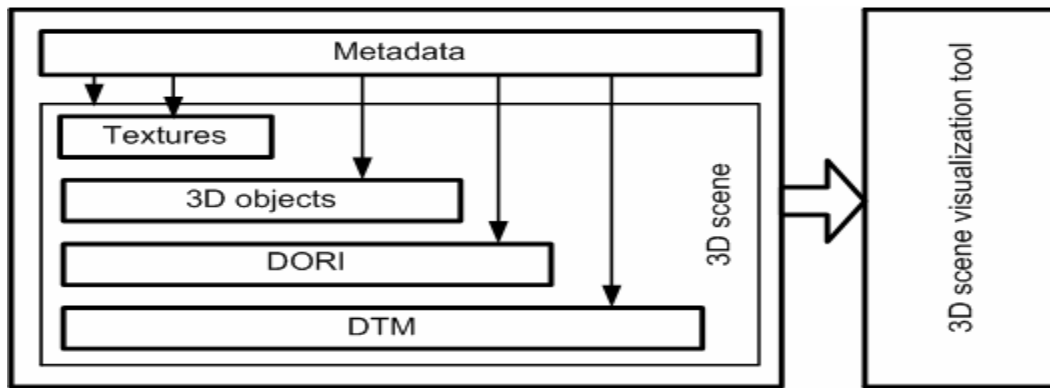 Metadata
Textures
3D objects
DORI
DTM
3D scene
3D scene visualization tool